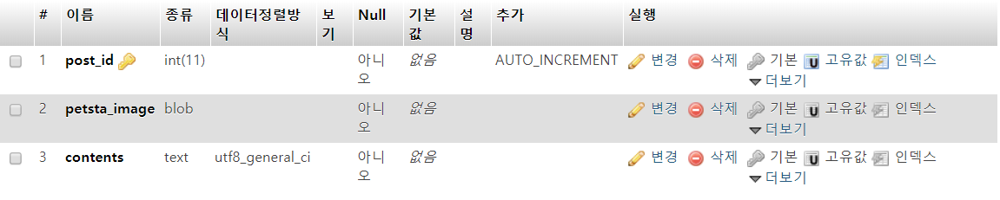 # 이름 종류 데이터정렬방식 보기 Null 기본값 설명 추가 실행
1 post_id int(11) 아니오 없음 AUTO_INCREMENT 변경 삭제 기본 고유값 인덱스
더보기
2 petsta_image blob 아니오 없음 변경 삭제 기본 고유값 인덱스
더보기
3 contents text utf8_general_ci 아니오 없음 변경 삭제 기본 고유값 인덱스
더보기